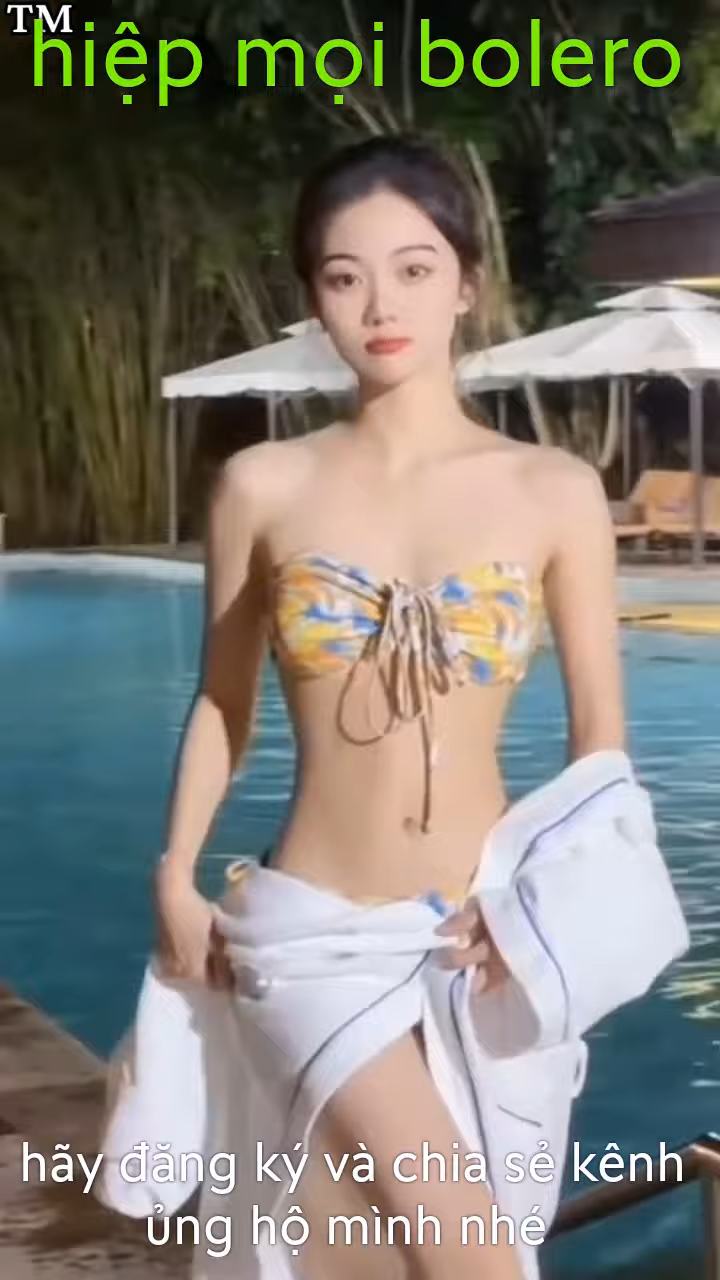 TM
hiệp mọi bolero
hãy đăng ký và chia sẻ kênh
ủng hộ mình nhé